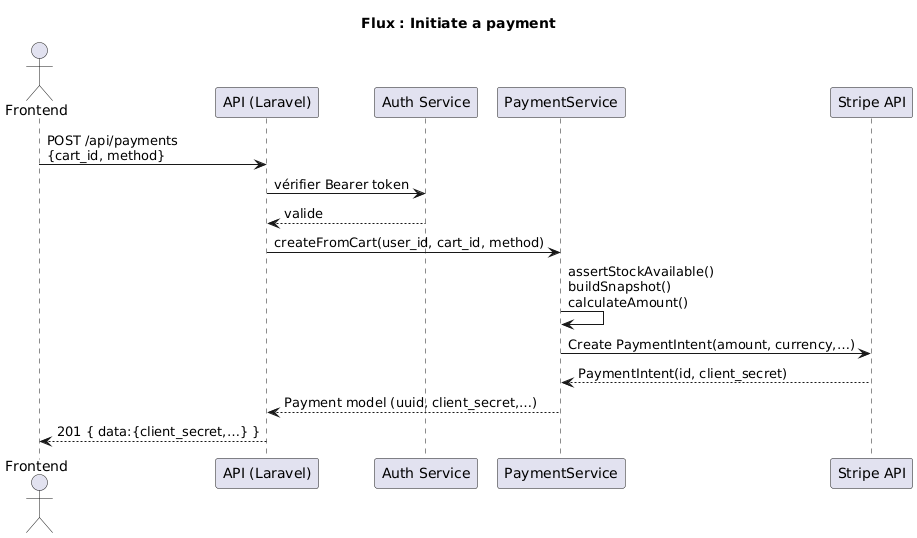 Flux : Initiate a payment
Frontend
API (Laravel)
Auth Service
PaymentService
Stripe API
POST /api/payments
{cart_id, method}
vérifier Bearer token
valide
createFromCart(user_id, cart_id, method)
assertStockAvailable()
buildSnapshot()
calculateAmount()
Create PaymentIntent(amount, currency,...)
PaymentIntent(id, client_secret)
Payment model (uuid, client_secret,...)
201 { data:{client_secret,...} }
Frontend
API (Laravel)
Auth Service
PaymentService
Stripe API